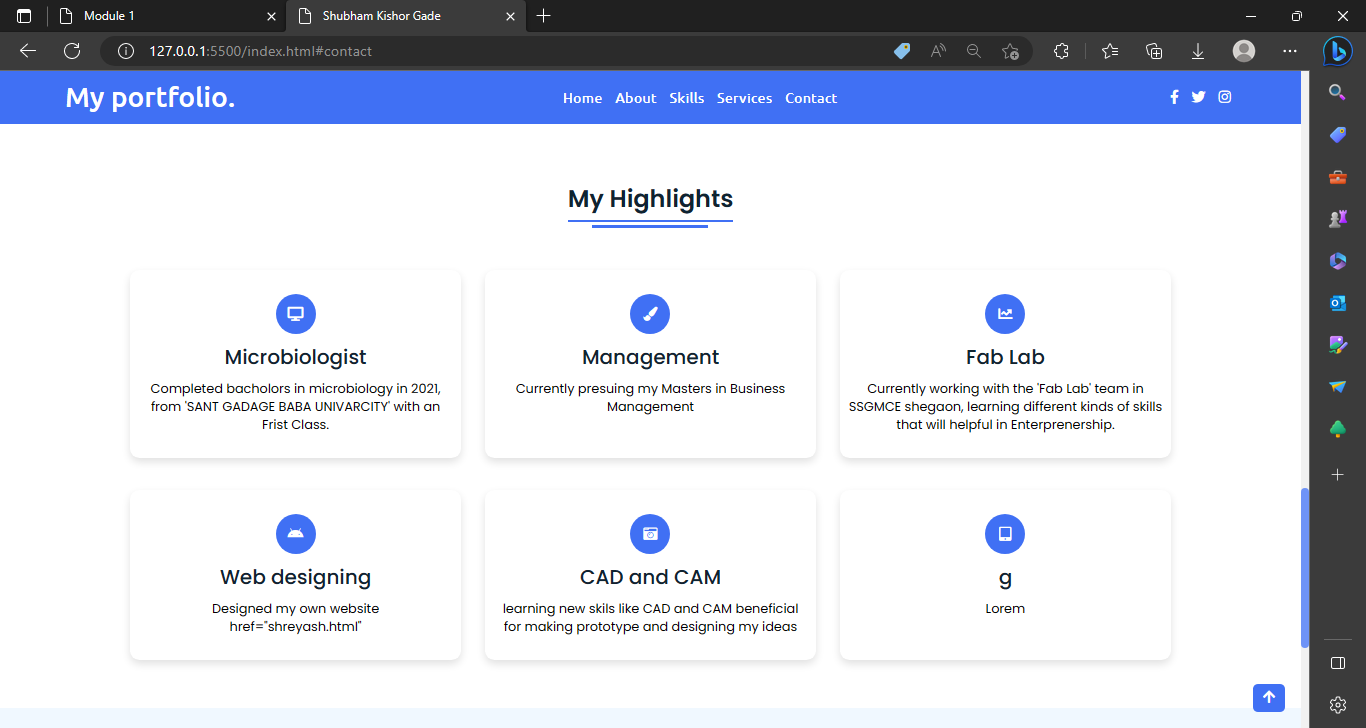 Module 1
Shubham Kishor Gade
127.0.0.1:5500/index.html#contact
My portfolio.
Home About Skills Services Contact
My Highlights
Microbiologist
Completed bacholors in microbiology in 2021,
from 'SANT GADAGE BABA UNIVARCITY' with an
Frist Class.
Management
Currently presuing my Masters in Business
Management
Fab Lab
Currently working with the 'Fab Lab' team in
SSGMCE shegaon, learning different kinds of skills
that will helpful in Enterprenership.
Web designing
Designed my own website
href="shreyash.html"
CAD and CAM
learning new skils like CAD and CAM beneficial
for making prototype and designing my ideas
g
Lorem